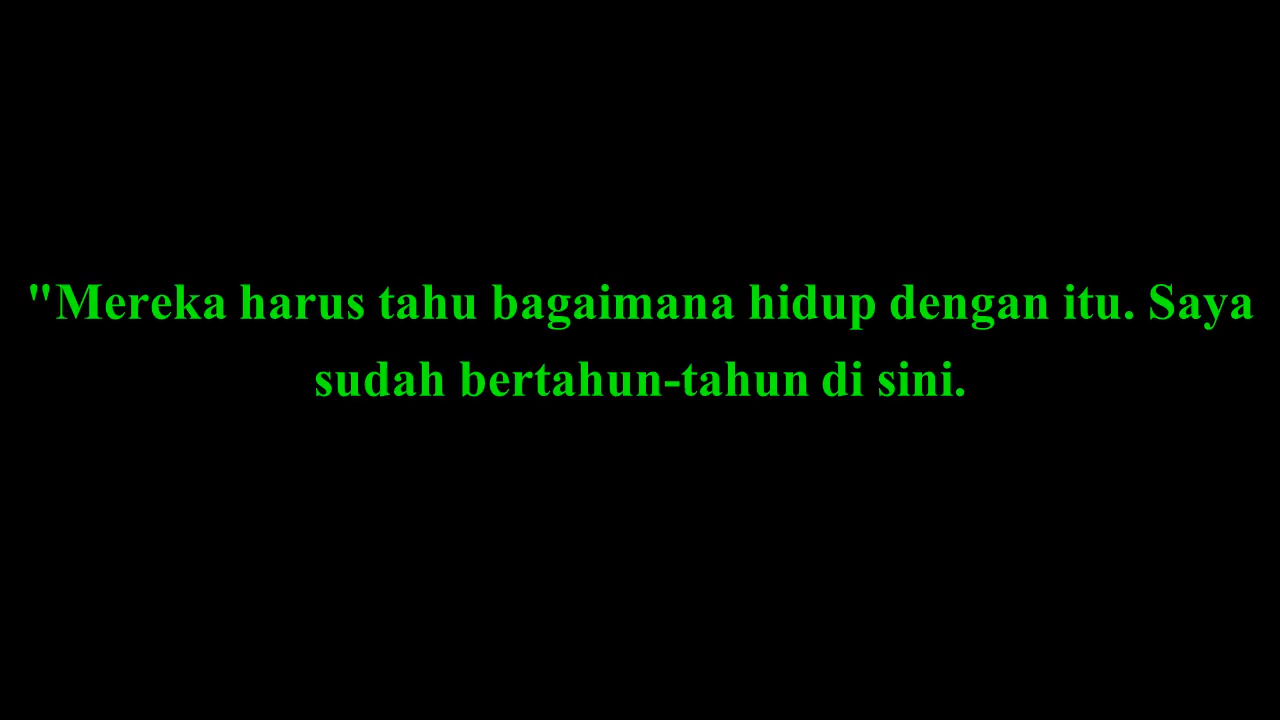 "Mereka harus tahu bagaimana hidup dengan itu. Saya
sudah bertahun-tahun di sini.